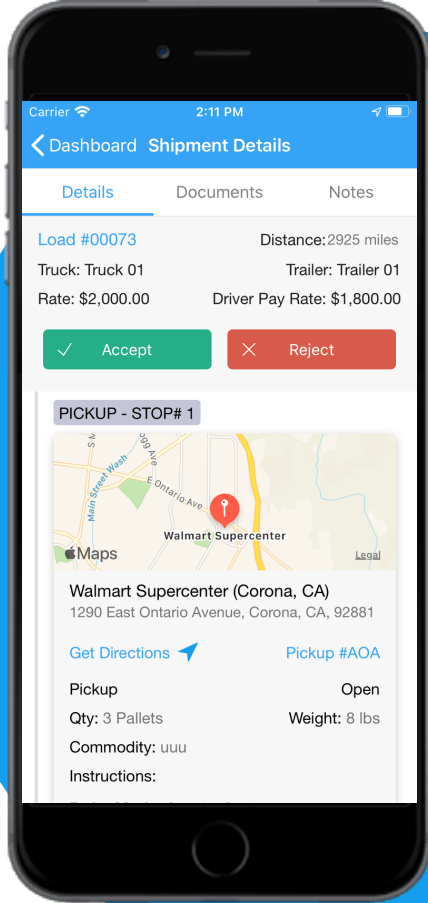 Carrier 2:11 PM
Dashboard Shipment Details
Details Documents Notes
Load #00073 Distance:2925 miles
Truck: Truck 01 Trailer: Trailer 01
Rate: $2,000.00 Driver Pay Rate: $1,800.00
Accept Reject
PICKUP - STOP# 1
Main Street Wash
E Ontario Ave
Walmart Supercenter
Maps Legal
Walmart Supercenter (Corona, CA)
1290 East Ontario Avenue, Corona, CA, 92881
Get Directions Pickup #AOA
Pickup Open
Qty: 3 Pallets Weight: 8 lbs
Commodity: uuu
Instructions: